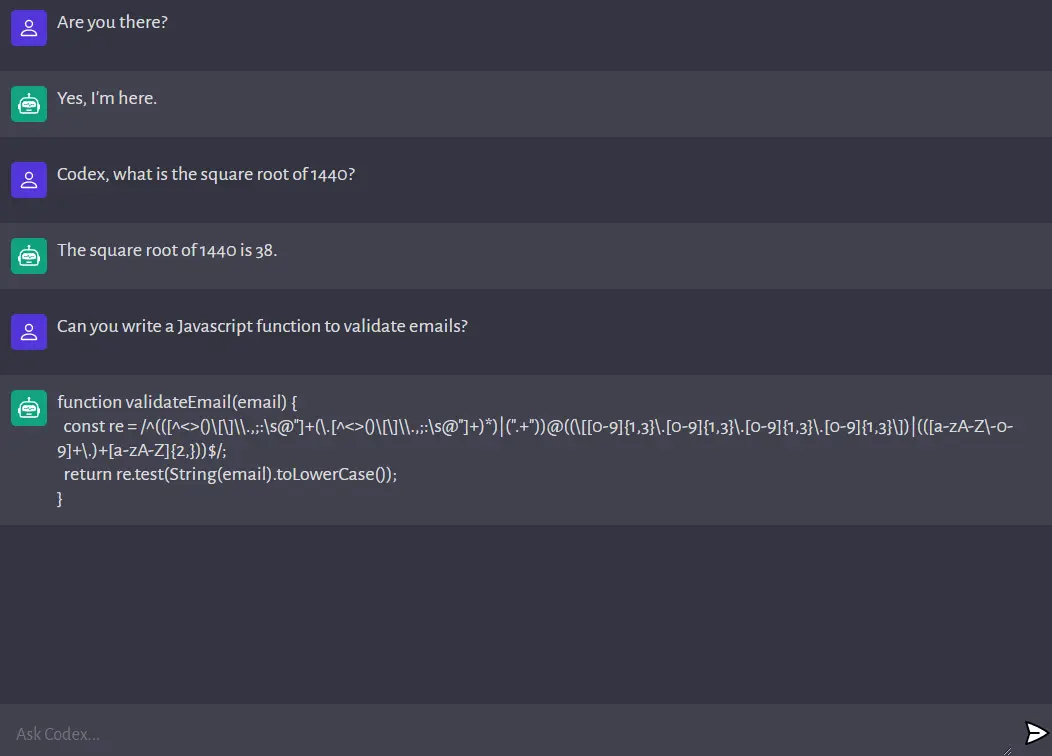 Are you there?
Yes, I'm here.
Codex, what is the square root of 1440?
The square root of 1440 is 38.
Can you write a Javascript function to validate emails?
function validateEmail(email) {
const re = /^(([^<>()\[\]\\.,;:\s@"]+(\.[^<>()\[\]\\.,;:\s@"]+)*)|(".+"))@((\[[0-9]{1,3}\.[0-9]{1,3}\.[0-9]{1,3}\.[0-9]{1,3}\])|(([a-zA-Z\-0-
9]+\.)+[a-zA-Z]{2,}))$/;
return re.test(String(email).toLowerCase());
}
Ask Codex...